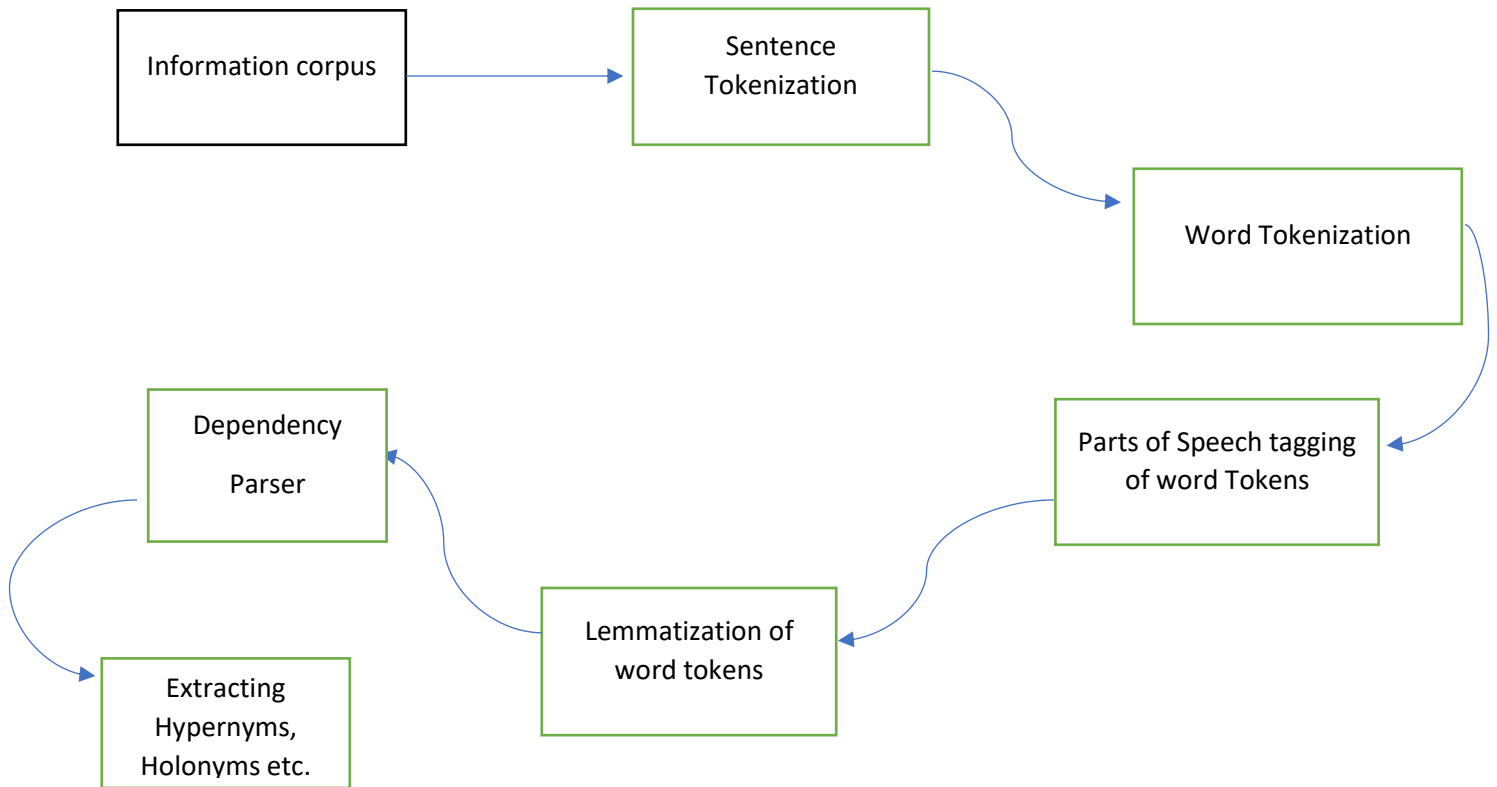 Information corpus
Sentence
Tokenization
Word Tokenization
Parts of Speech tagging
of word Tokens
Lemmatization of
word tokens
Dependency
Parser
Extracting
Hypernyms,
Holonyms etc.